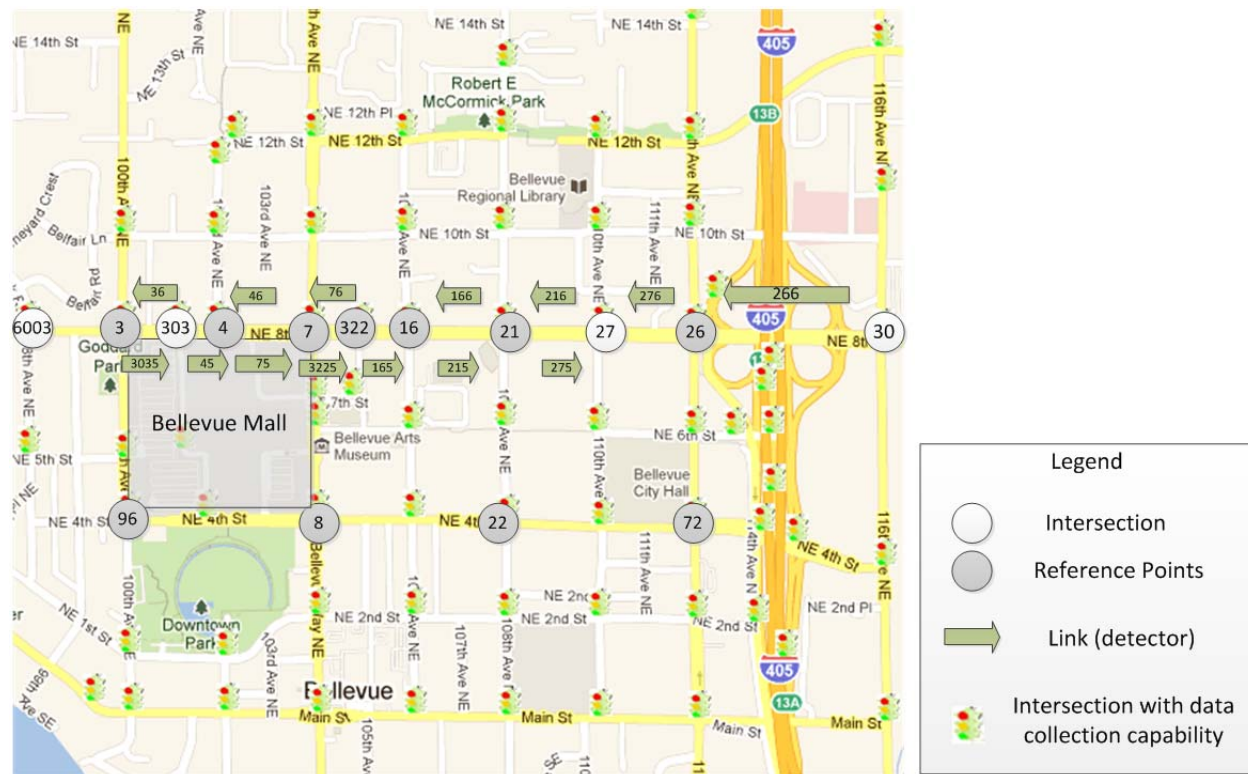 NE
NE 14th St
NE 13th St
NE 14th St
NE 14th St
405
Robert E
McCormick Park
NE 12th Pl
NE 12th St
NE 12th St
NE 12th St
13B
116th Ave NE
100th Ave NE
103rd Ave NE
Bellevue
Regional Library
111th Ave NE
Belfair Ln
Belfair Rd
NE 10th St
NE 10th St
36
46
76
166
216
276
266
6003
3
303
4
NE 8th
7
322
16
21
27
26
405
NE 8th
30
Goddard
Park
3035
45
75
3225
165
215
275
Bellevue Mall
7th St
Bellevue Arts
Museum
NE 6th St
NE 5th St
110th Ave NE
Bellevue
City Hall
96
NE 4th St
8
22
72
NE 4th St
111th Ave NE
NE 1st St
Downtown
Park
100th Ave NE
103rd Ave NE
NE 2nd St
107th Ave NE
108th Ave NE
NE 2nd St
NE 2nd St
NE 2nd Pl
405
13A
Bellevue
Main St
Main St
Main St
Main St
105th
Legend
Intersection
Reference Points
Link (detector)
Intersection with data
collection capability